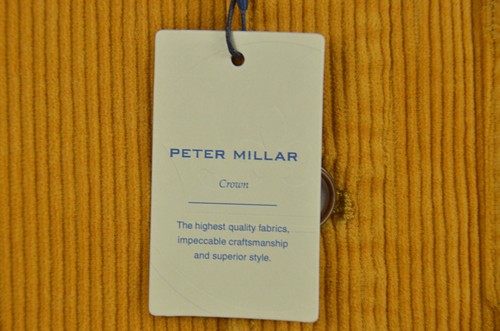 PETER MILLAR
Crown
The highest quality fabrics,
impeccable craftsmanship
and superior style.